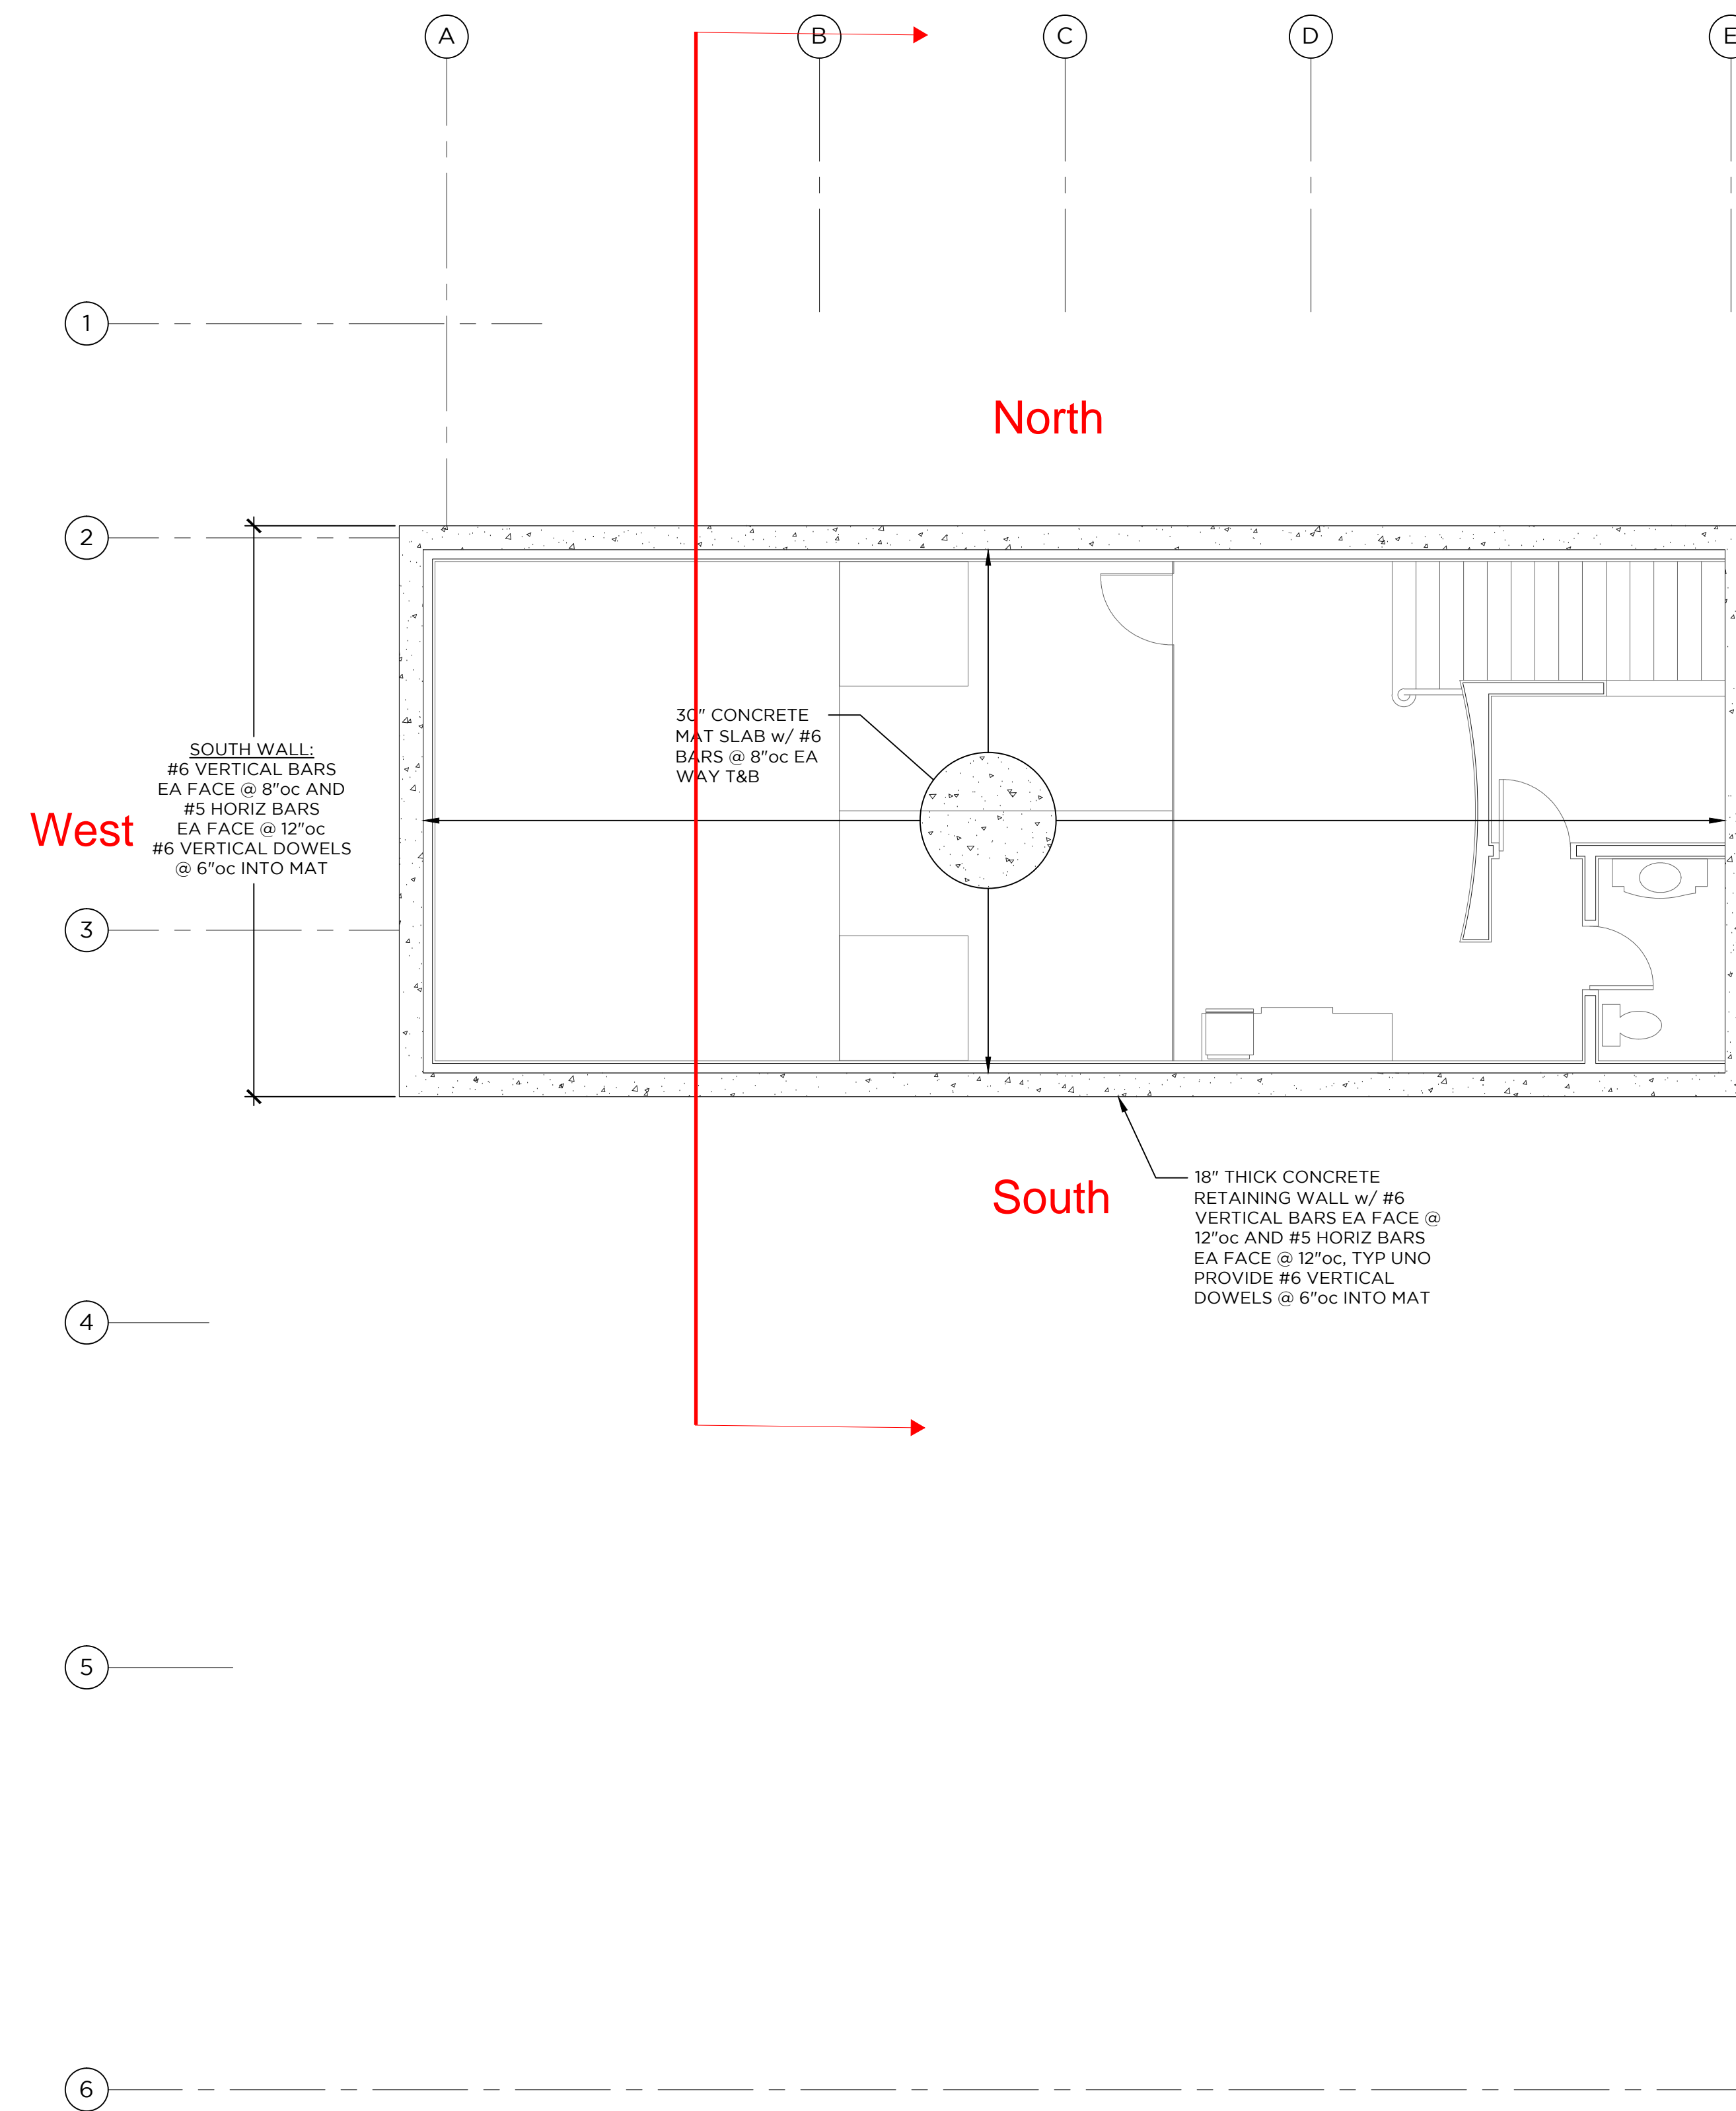 A
B
C
D
E
1
North
2
30" CONCRETE
MAT SLAB w/ #6
BARS @ 8"oc EA
WAY T&B
SOUTH WALL:
#6 VERTICAL BARS
EA FACE @ 8"oc AND
#5 HORIZ BARS
EA FACE @ 12"oc
#6 VERTICAL DOWELS
@ 6"oc INTO MAT
West
3
South
18" THICK CONCRETE
RETAINING WALL w/ #6
VERTICAL BARS EA FACE @
12"oc AND #5 HORIZ BARS
EA FACE @ 12"oc, TYP UNO
PROVIDE #6 VERTICAL
DOWELS @ 6"oc INTO MAT
4
5
6